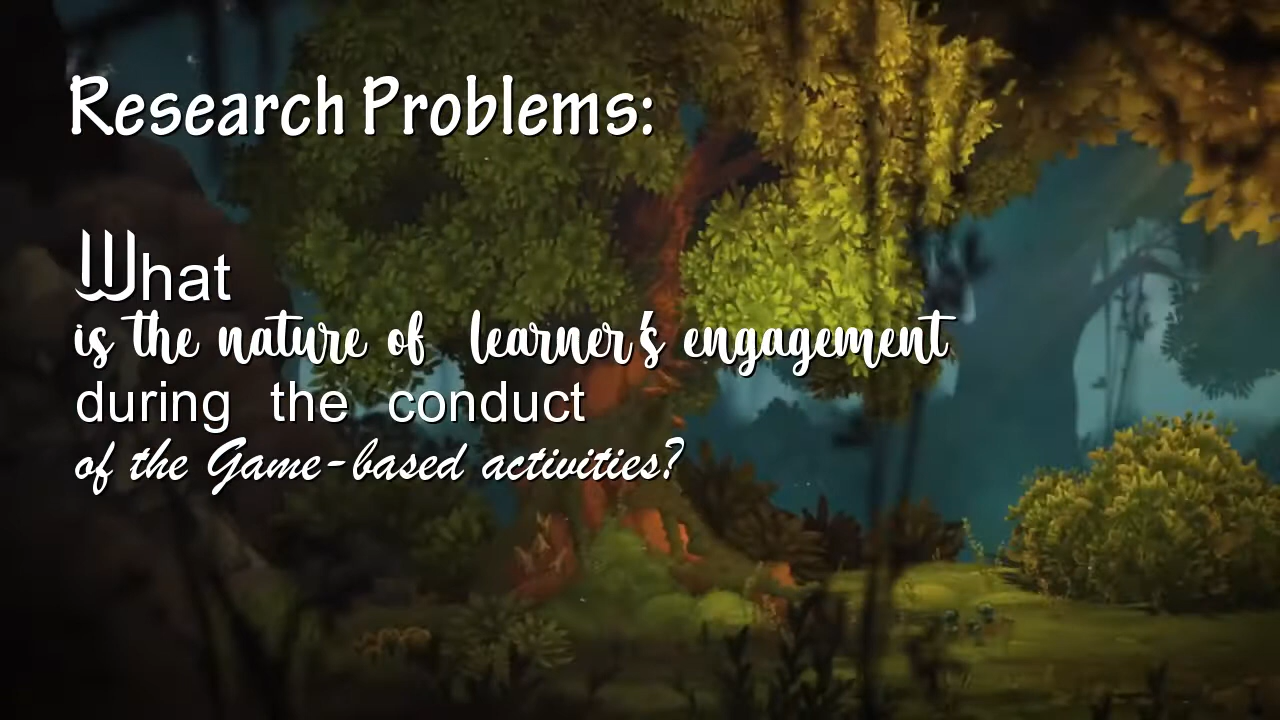 Research Problems:
What
is the nature of learner's engagement
during the conduct
of the Game-based activities?